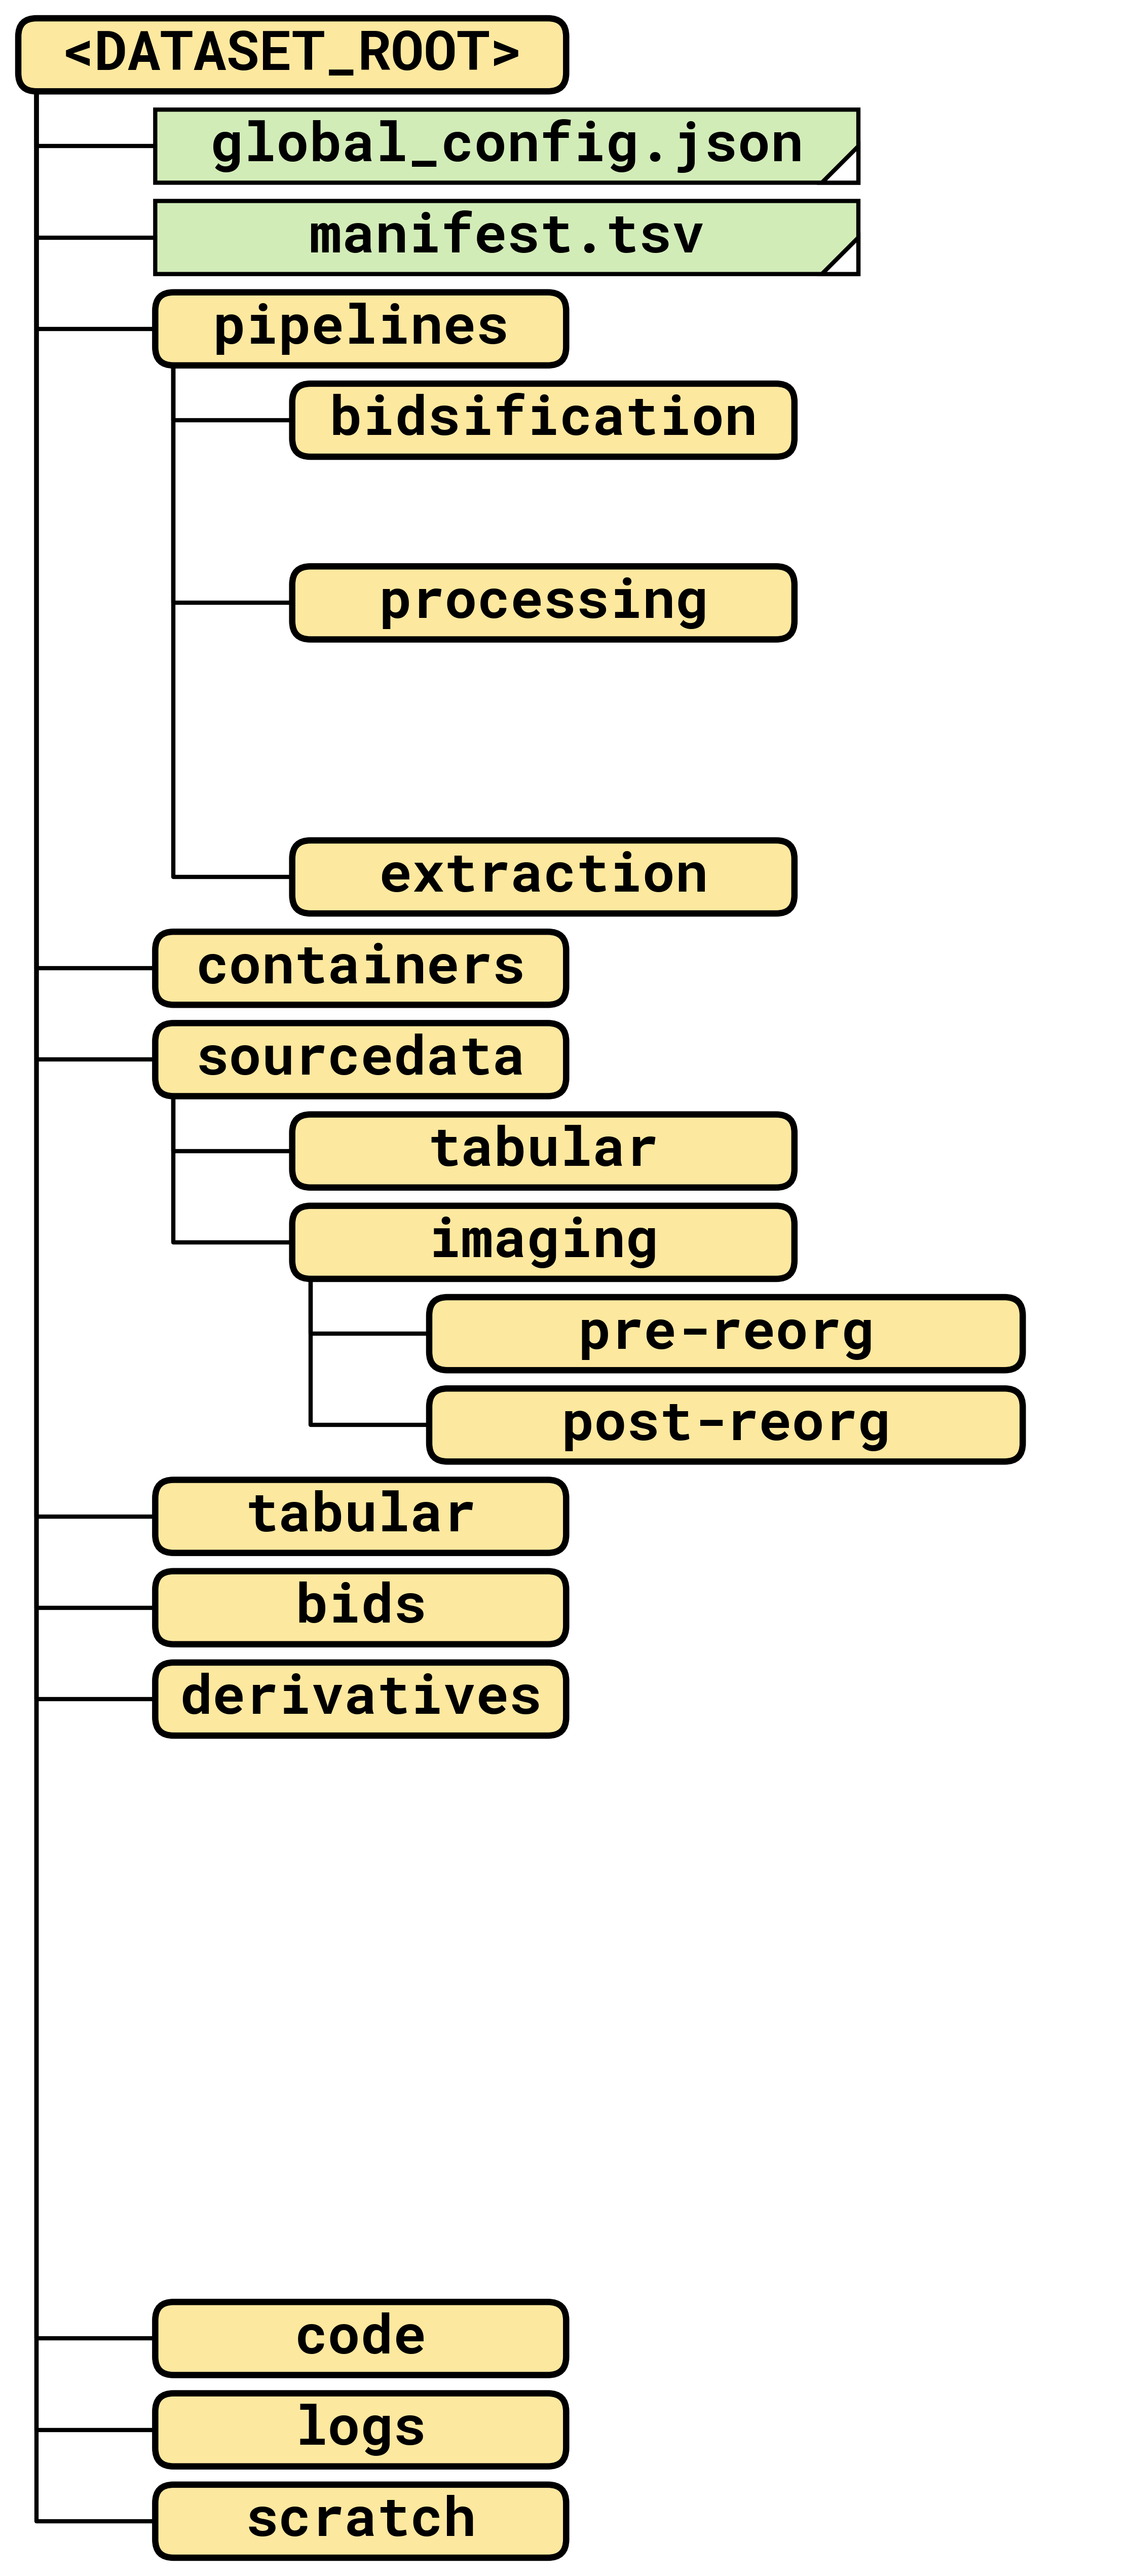 <DATASET_ROOT>
global_config.json
manifest.tsv
pipelines
bidsification
processing
extraction
containers
sourcedata
tabular
imaging
pre-reorg
post-reorg
tabular
bids
derivatives
code
logs
scratch